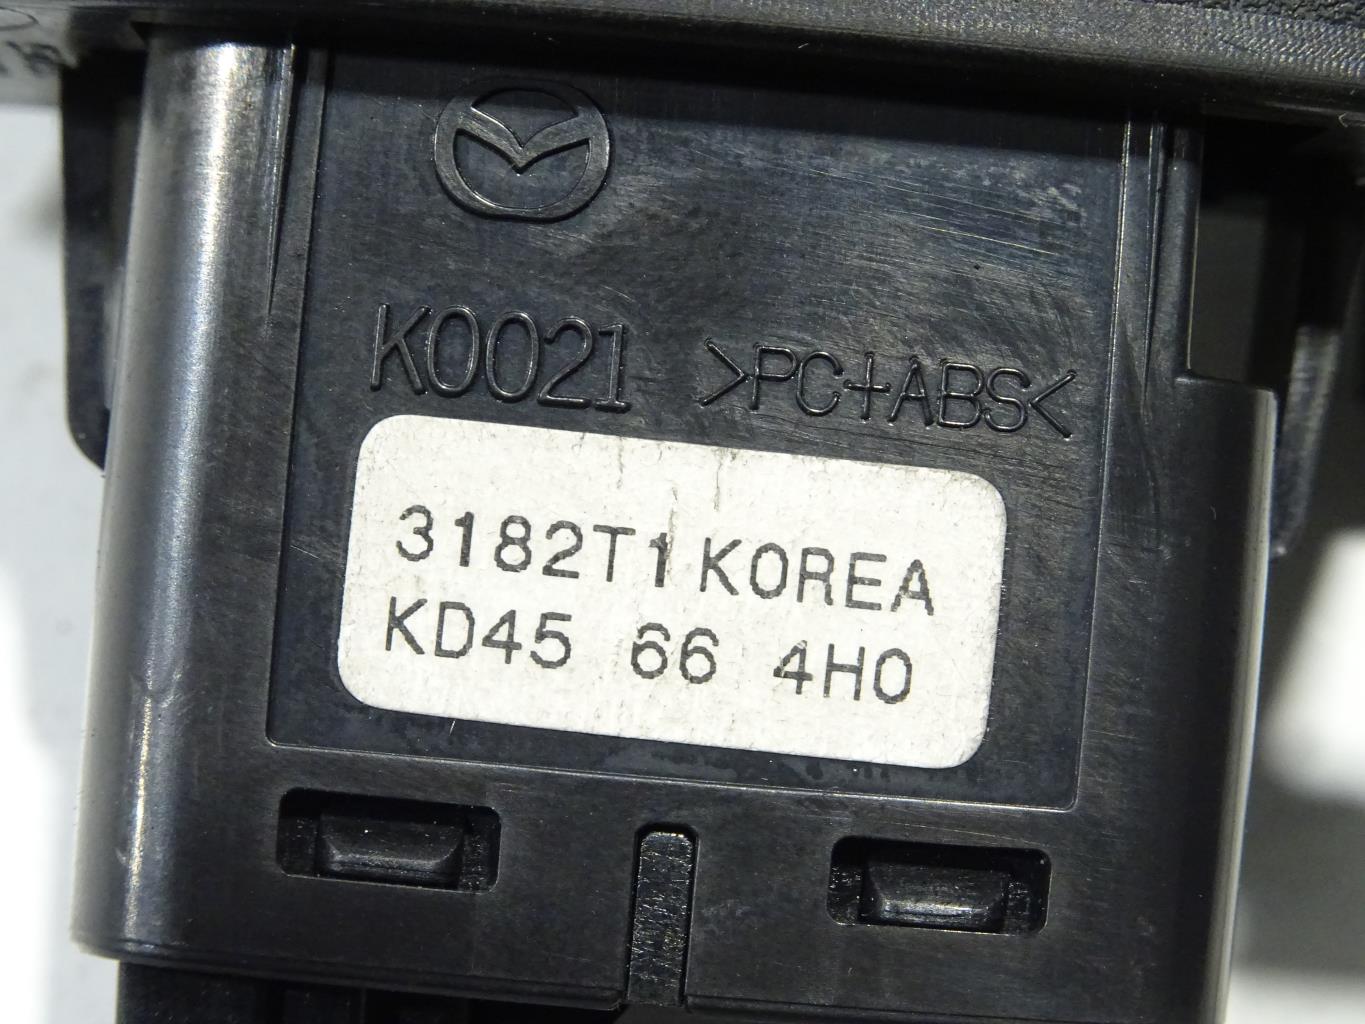 K0021 >PC+ABS<
3182T1 KOREA
KD45 66 4H0